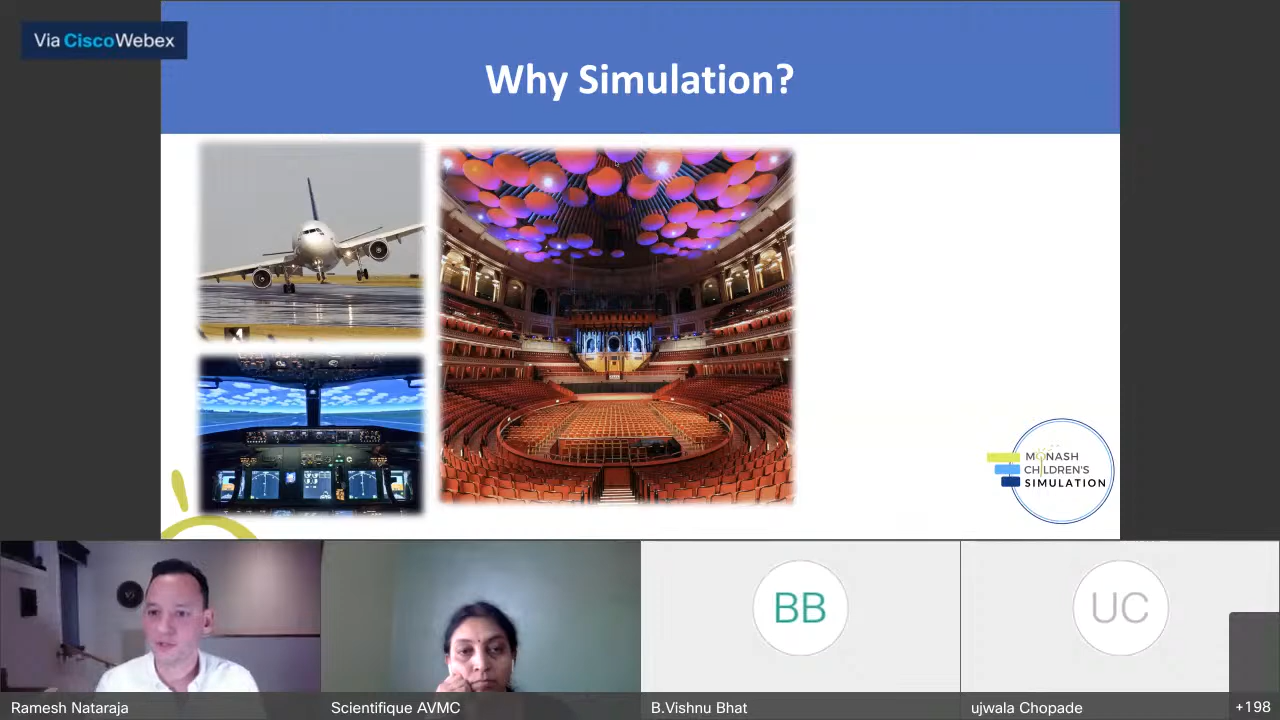 Via CiscoWebex
Why Simulation?
MONASH
CHILDREN'S
SIMULATION
BB
UC
Ramesh Nataraja
Scientifique AVMC
B.Vishnu Bhat
ujwala Chopade
+198